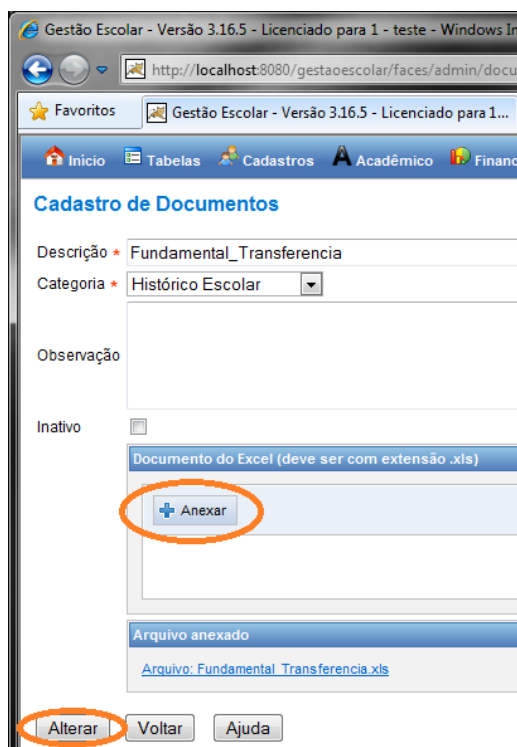 Gestão Escolar - Versão 3.16.5 - Licenciado para 1 - teste - Windows In
http://localhost:8080/gestaoescolar/faces/admin/docu
Favoritos Gestão Escolar - Versão 3.16.5 - Licenciado para 1...
Início Tabelas Cadastros Acadêmico Financ
Cadastro de Documentos
Descrição * Fundamental_Transferencia
Categoria * Histórico Escolar
Observação
Inativo
Documento do Excel (deve ser com extensão .xls)
Anexar
Arquivo anexado
Arquivo: Fundamental_Transferencia.xls
Alterar Voltar Ajuda